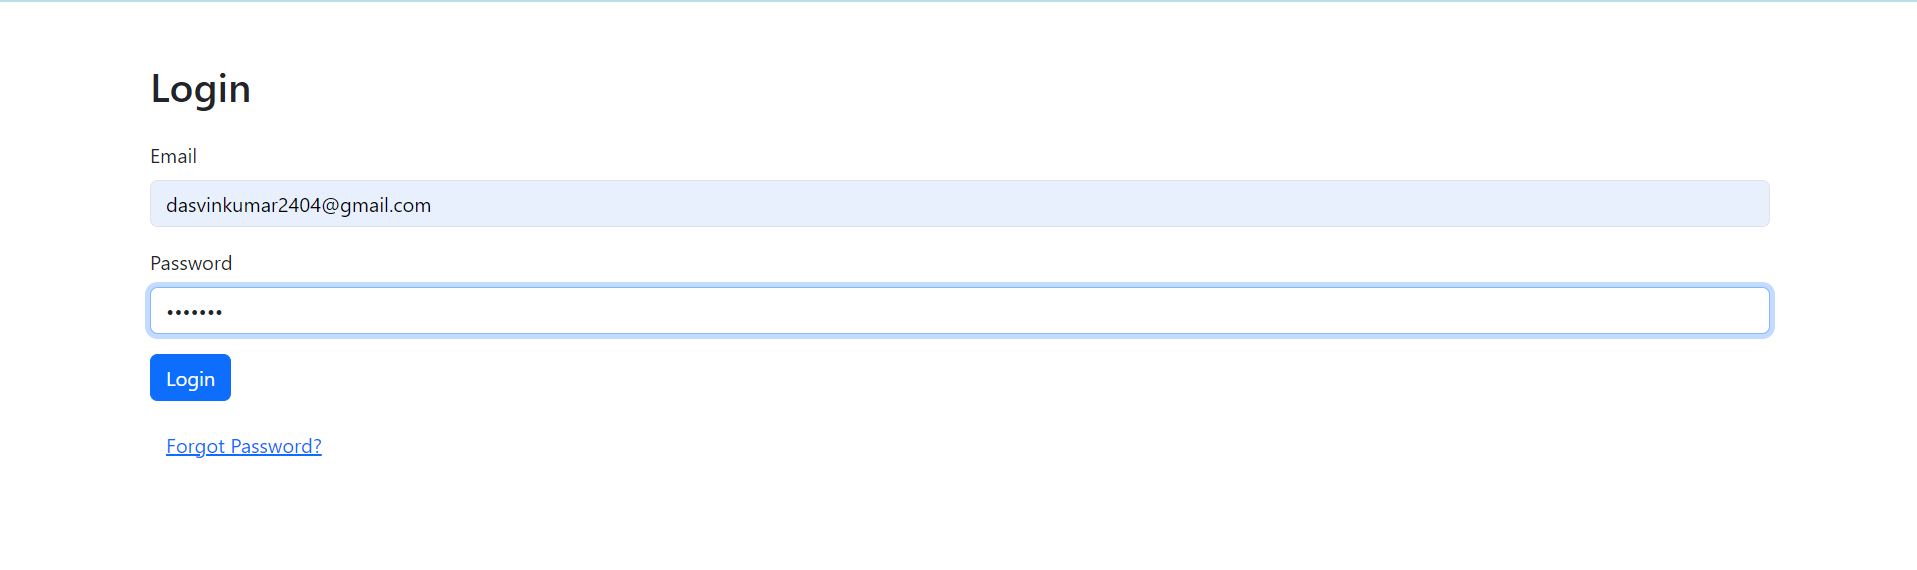 Login
Email
dasvinkumar2404@gmail.com
Password
•••••••
Login
Forgot Password?